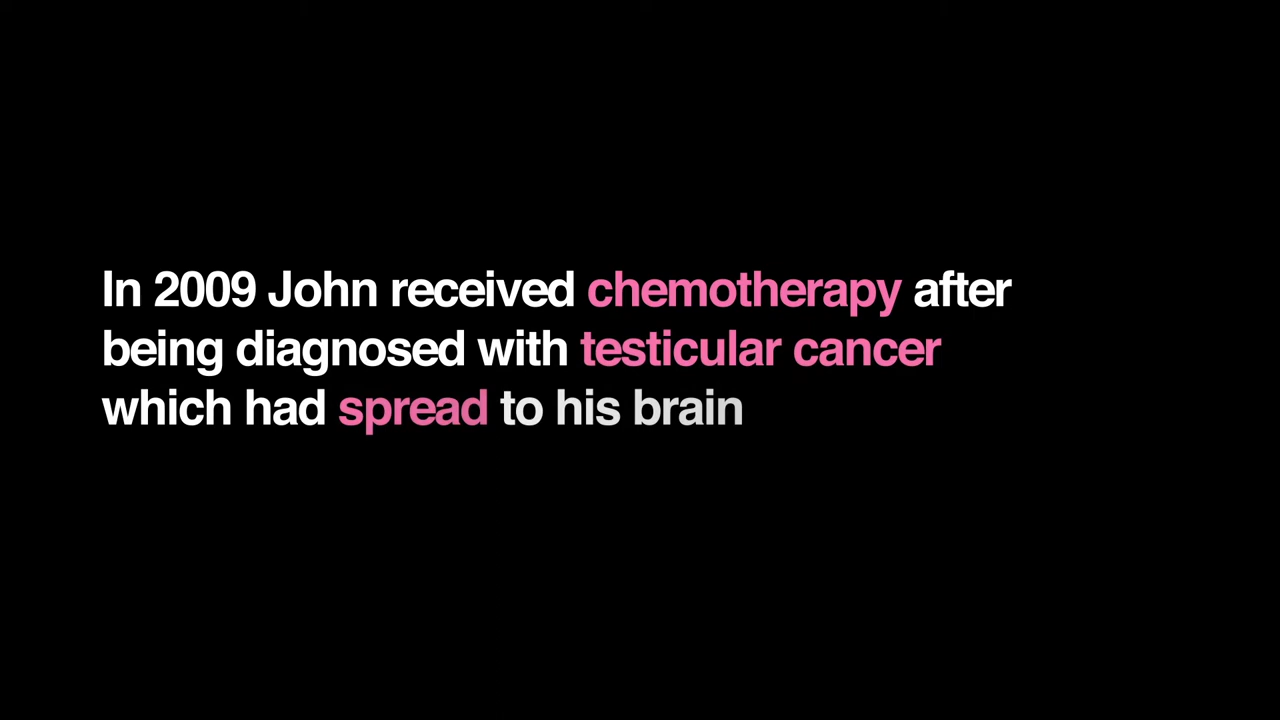 In 2009 John received chemotherapy after
being diagnosed with testicular cancer
which had spread to his brain